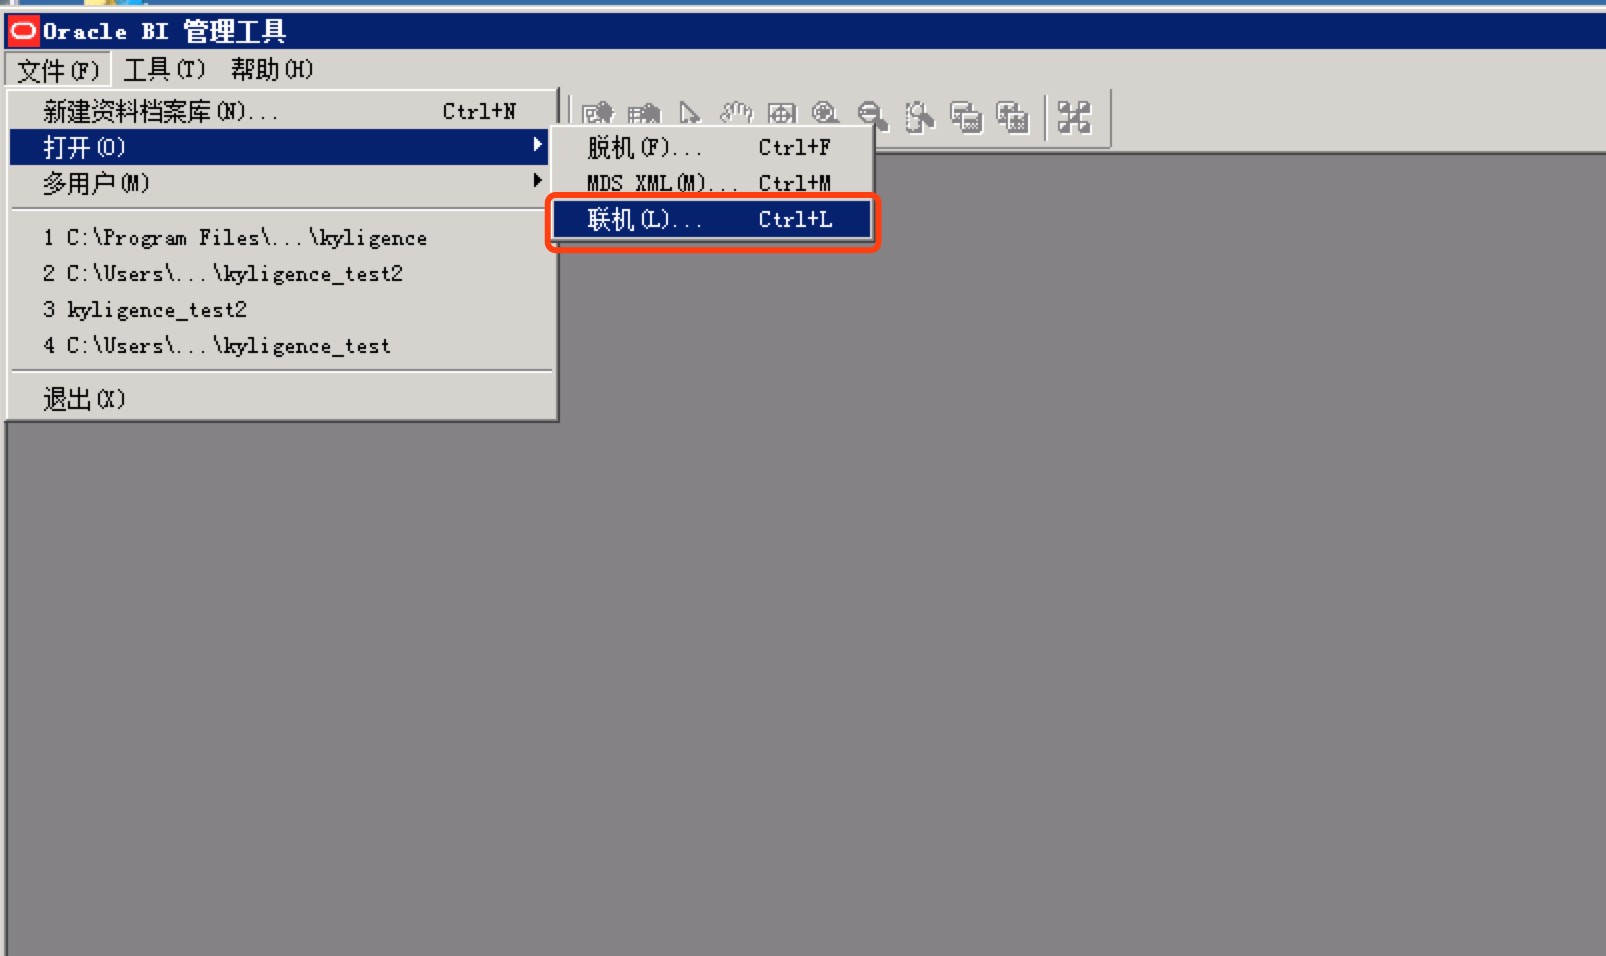 Oracle BI 管理工具
文件(F) 工具(T) 帮助(H)
新建资料档案库(N)... Ctrl+N
打开(O)
多用户(M)
脱机(F)... Ctrl+F
MDS XML(M)... Ctrl+M
联机(L)... Ctrl+L
1 C:\Program Files\...\kyligence
2 C:\Users\...\kyligence_test2
3 kyligence_test2
4 C:\Users\...\kyligence_test
退出(X)